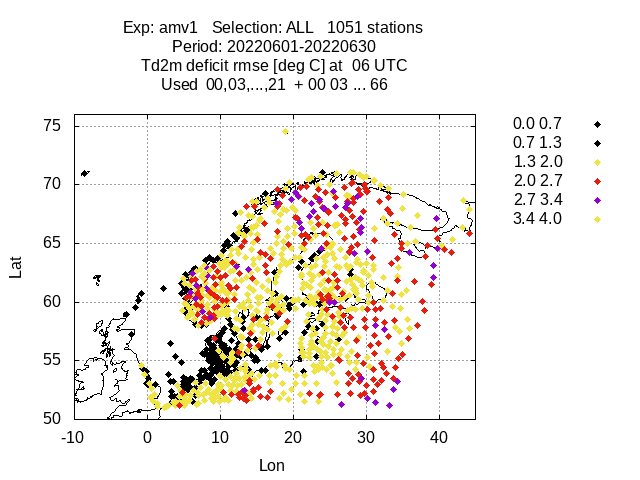 Exp: amv1 Selection: ALL 1051 stations
Period: 20220601-20220630
Td2m deficit rmse [deg C] at 06 UTC
Used 00,03,...,21 + 00 03 ... 66
0.0 0.7
0.7 1.3
1.3 2.0
2.0 2.7
2.7 3.4
3.4 4.0
75
70
65
60
55
50
Lat
-10 0 10 20 30 40
Lon